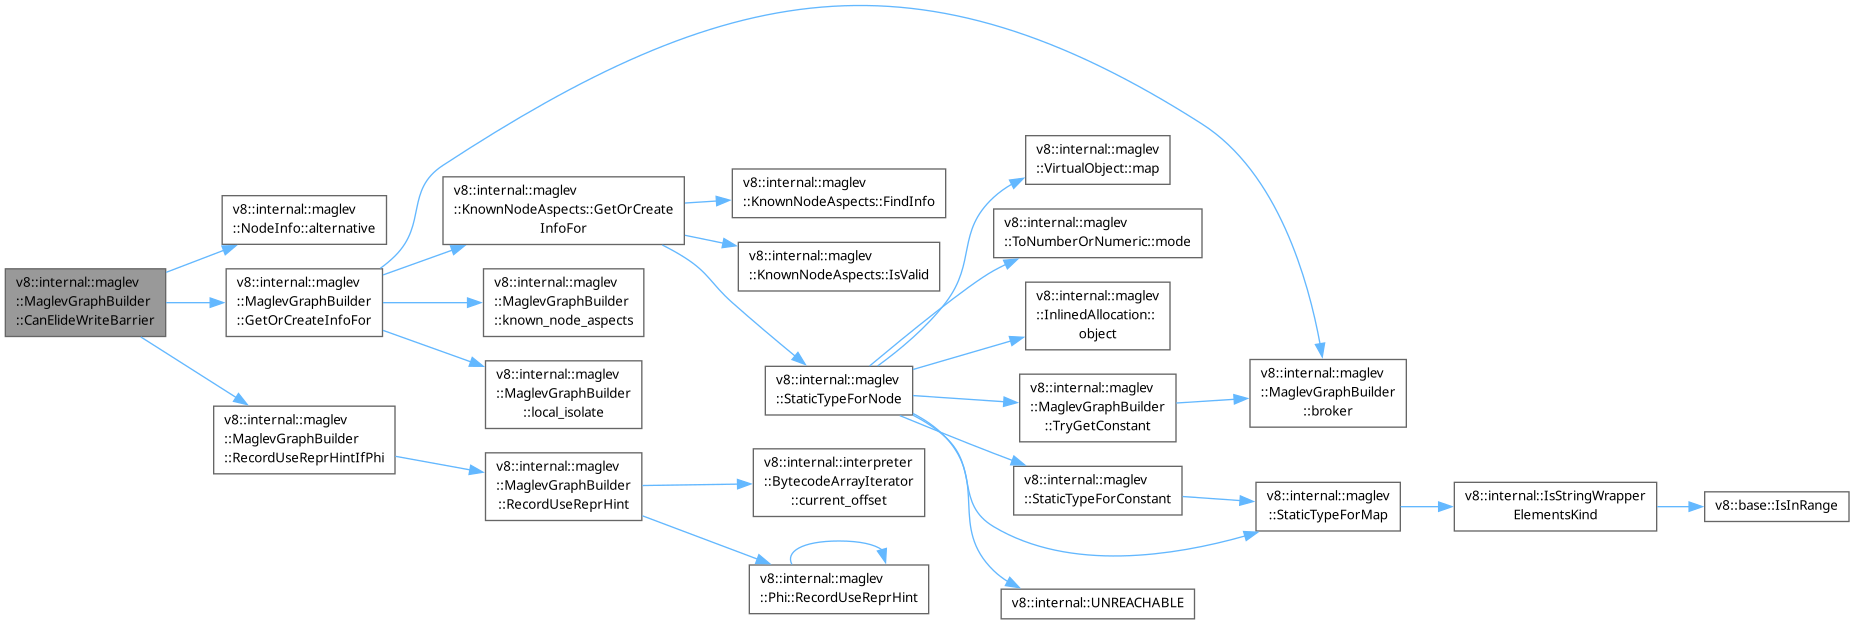 v8::internal::maglev
::MaglevGraphBuilder
::CanElideWriteBarrier
v8::internal::maglev
::NodeInfo::alternative
v8::internal::maglev
::MaglevGraphBuilder
::GetOrCreateInfoFor
v8::internal::maglev
::MaglevGraphBuilder
::RecordUseReprHintIfPhi
v8::internal::maglev
::KnownNodeAspects::GetOrCreate
InfoFor
v8::internal::maglev
::MaglevGraphBuilder
::known_node_aspects
v8::internal::maglev
::MaglevGraphBuilder
::local_isolate
v8::internal::maglev
::MaglevGraphBuilder
::RecordUseReprHint
v8::internal::maglev
::KnownNodeAspects::FindInfo
v8::internal::maglev
::KnownNodeAspects::IsValid
v8::internal::maglev
::StaticTypeForNode
v8::internal::interpreter
::BytecodeArrayIterator
::current_offset
v8::internal::maglev
::Phi::RecordUseReprHint
v8::internal::maglev
::VirtualObject::map
v8::internal::maglev
::ToNumberOrNumeric::mode
v8::internal::maglev
::InlinedAllocation::
object
v8::internal::maglev
::MaglevGraphBuilder
::TryGetConstant
v8::internal::maglev
::StaticTypeForConstant
v8::internal::UNREACHABLE
v8::internal::maglev
::MaglevGraphBuilder
::broker
v8::internal::maglev
::StaticTypeForMap
v8::internal::IsStringWrapper
ElementsKind
v8::base::IsInRange